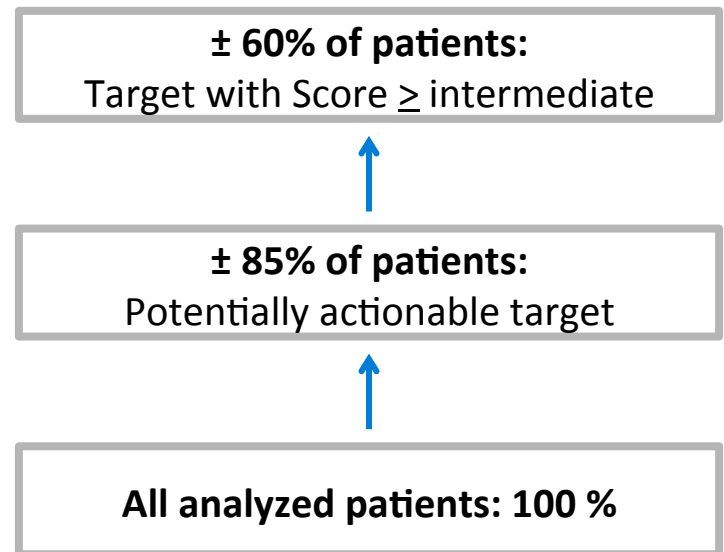 ± 60% of patients:
Target with Score ≥ intermediate
± 85% of patients:
Potentially actionable target
All analyzed patients: 100 %